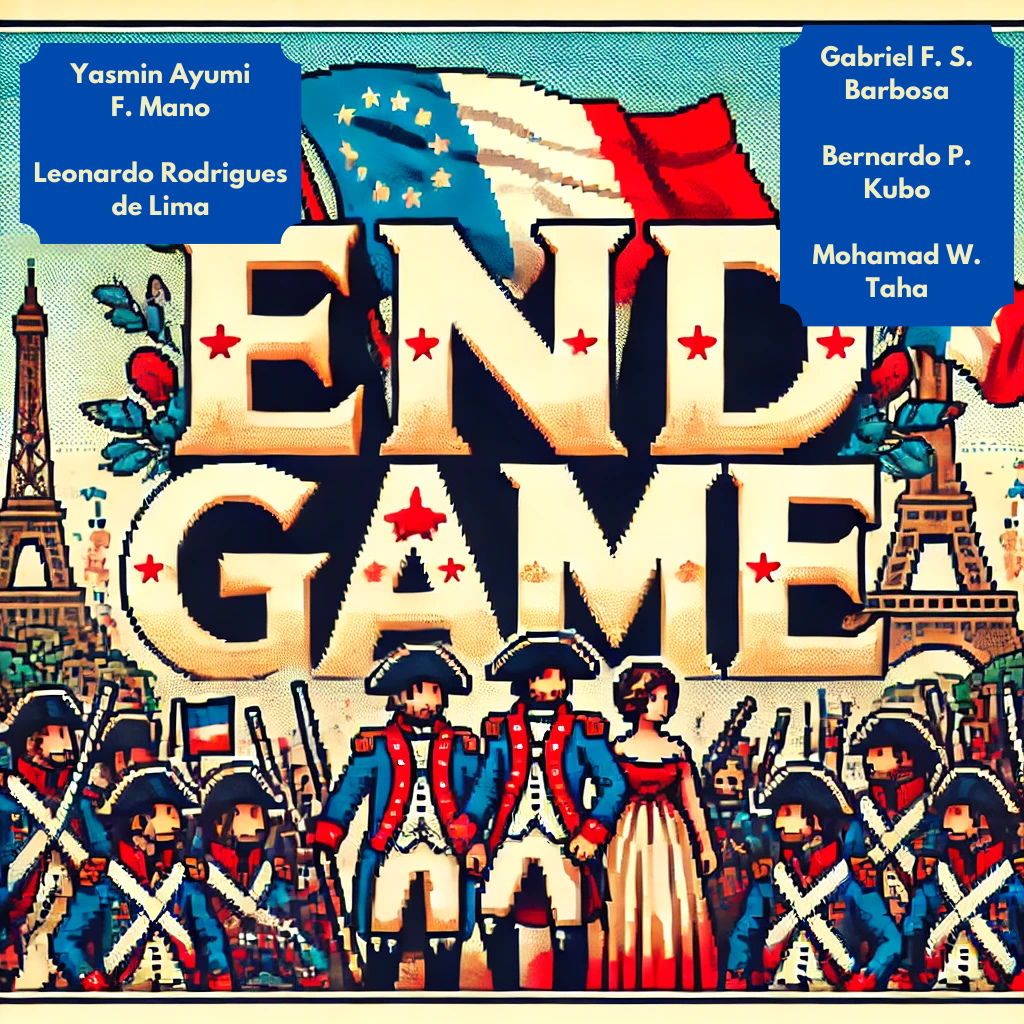 Yasmin Ayumi
F. Mano
Leonardo Rodrigues
de Lima
Gabriel F. S.
Barbosa
Bernardo P.
Kubo
Mohamad W.
Taha
END
GAME